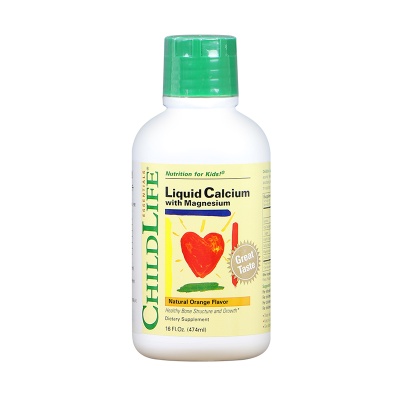 Nutrition for Kids!®
ESSENTIALS
CHILDLIFE
Liquid Calcium
with Magnesium
Great
Taste
Natural Orange Flavor
Healthy Bone Structure and Growth*
Dietary Supplement
16 Fl.Oz. (474ml)